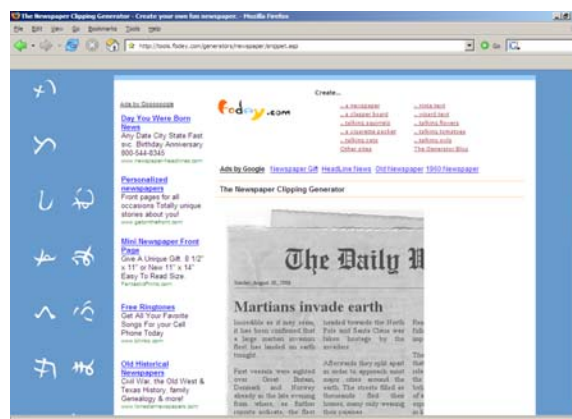 The Newspaper Clipping Generator - Create your own fun newspaper. - Mozilla Firefox
File Edit View Go Bookmarks Tools Help
http://tools.fodey.com/generators/newspaper/snippet.asp
Go
G
Ads by Goooooogle
Day You Were Born
News
Any Date City State Fast
svc. Birthday Anniversary
800-544-8345
www.newspaper-headlines.com
Personalized
newspapers
Front pages for all
occasions Totally unique
stories about you!
Mini Newspaper Front
Page
Give A Unique Gift. 8 1/2"
x 11" or New 11" x 14"
Easy To Read Size.
Free Ringtones
Get All Your Favorite
Songs For your Cell
Phone Today.
Old Historical
Newspapers
Civil War, the Old West &
Texas History, family
Genealogy & more!
fodey.com
Create...
... a newspaper
... a clapper board
... talking squirrels
... a cigarette packet
... talking cats
Other sites
... ninja text
... wizard text
... talking flowers
... talking tomatoes
... talking owls
The Generator Blog
Ads by Google Newspaper Gift HeadLine News Old Newspaper 1960 Newspaper
The Newspaper Clipping Generator
The Daily
Martians invade earth
Incredible as it may seem,
it has been confirmed that
a large martian invasion
fleet has landed on earth
tonight.
First vessels were sighted
over Great Britain,
Denmark and Norway
already in the late evening
from where, as further
reports indicate, the fleet
headed towards the North
Pole and Santa Claus was
taken hostage by the
invaders.
Afterwards they split apart
in order to approach most
major cities around the
earth. The streets filled as
thousands fled their
homes, many only wearing
their pajamas